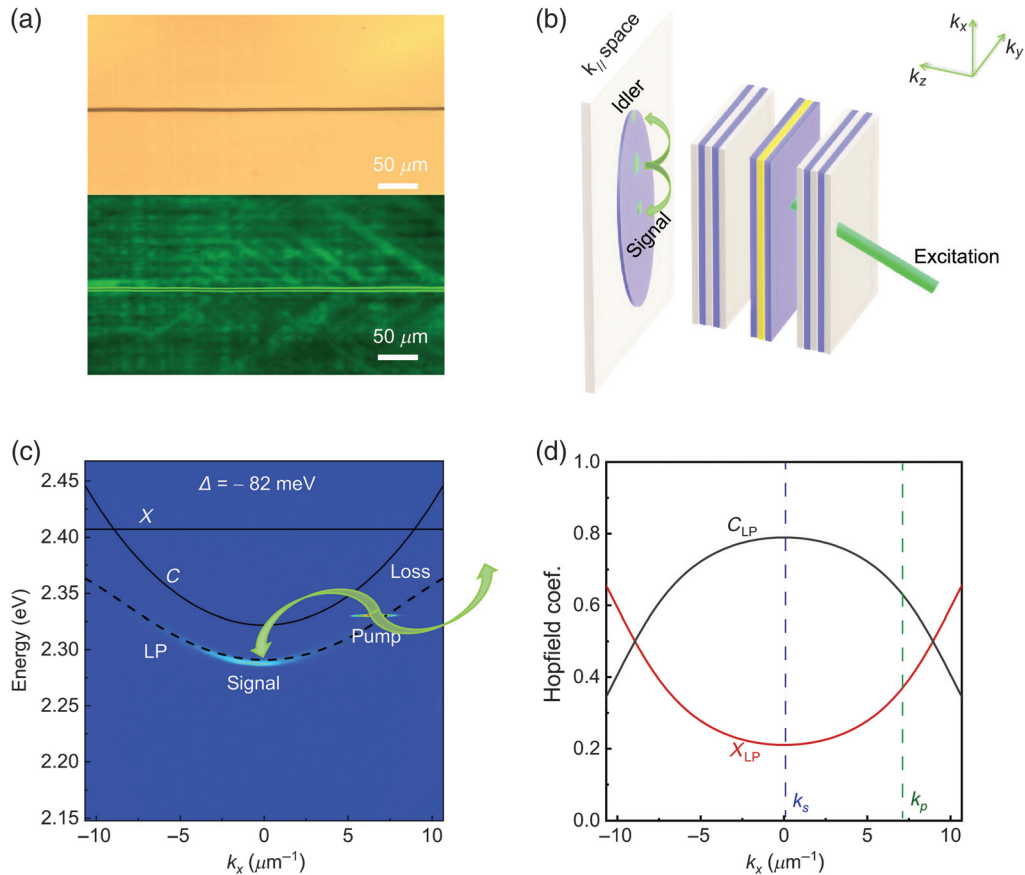 (a)
50 μm
50 μm
(b)
k// space
Idler
Signal
Excitation
kx
ky
kz
(c)
Δ = − 82 meV
X
C
Loss
LP
Pump
Signal
Energy (eV)
2.45
2.40
2.35
2.30
2.25
2.20
2.15
−10
−5
0
5
10
kx (μm−1)
(d)
CLP
XLP
ks
kp
Hopfield coef.
1.0
0.8
0.6
0.4
0.2
0.0
−10
−5
0
5
10
kx (μm−1)